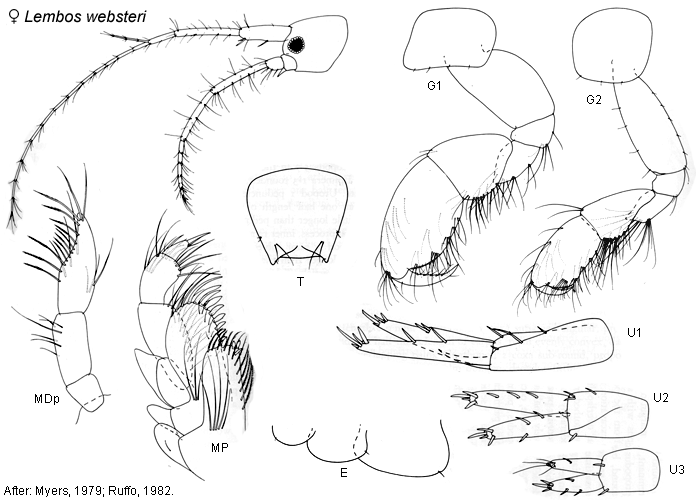 ♀ Lembos websteri
G1
G2
T
U1
MDp
U2
MP
E
U3
After: Myers, 1979; Ruffo, 1982.